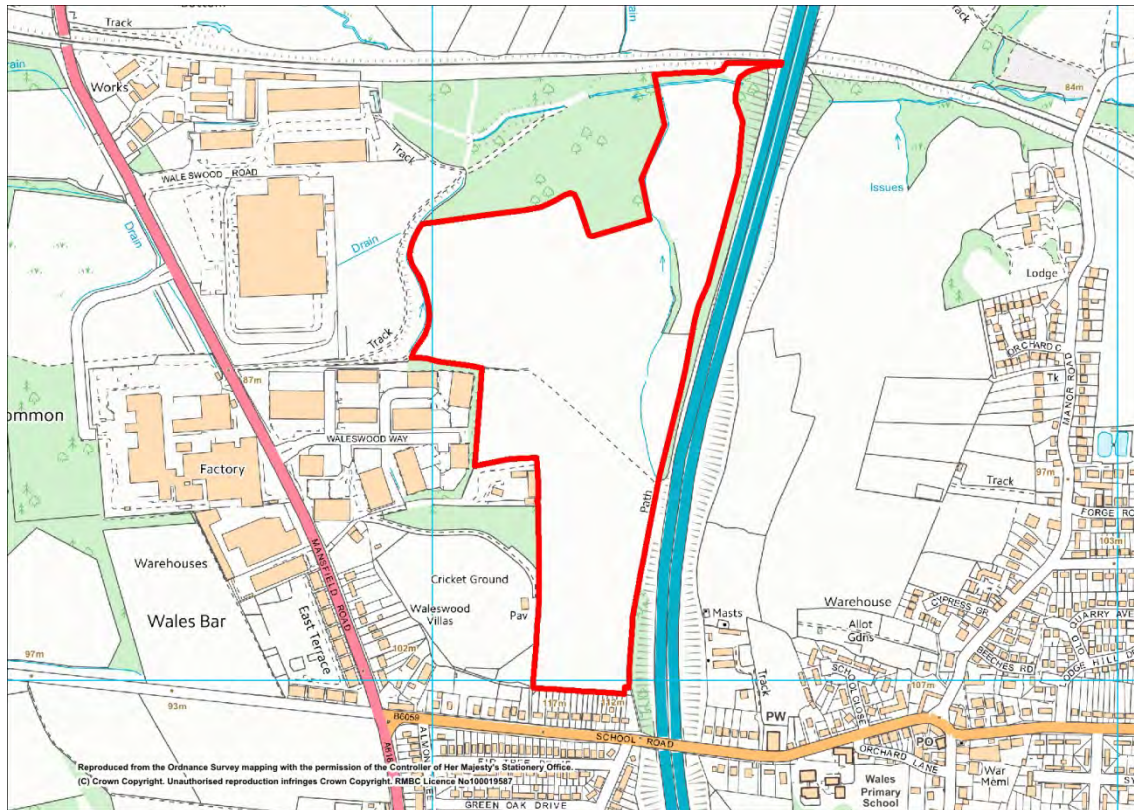 Track
Drain
Works
Track
WALESWOOD ROAD
Drain
Drain
Track
87m
Factory
WALESWOOD WAY
Warehouses
Wales Bar
East Terrace
MANSFIELD ROAD
Cricket Ground
Waleswood
Villas
Pav
102m
97m
93m
B6059
A618
117m
112m
SCHOOL ROAD
Path
Track
84m
Issues
Lodge
ORCHARD C
Tk
MANOR ROAD
97m
Track
103m
Masts
Warehouse
Allot
Gdns
CYPRESS GR
QUARRY AVE
BEECHES RD
SCHOOL CLOSE
107m
Track
PW
PO
ORCHARD LANE
War
Meml
Wales
Primary
School
GREEN OAK DRIVE
Reproduced from the Ordnance Survey mapping with the permission of the Controller of Her Majesty's Stationery Office.
(C) Crown Copyright. Unauthorised reproduction infringes Crown Copyright. RMBC Licence No100019587